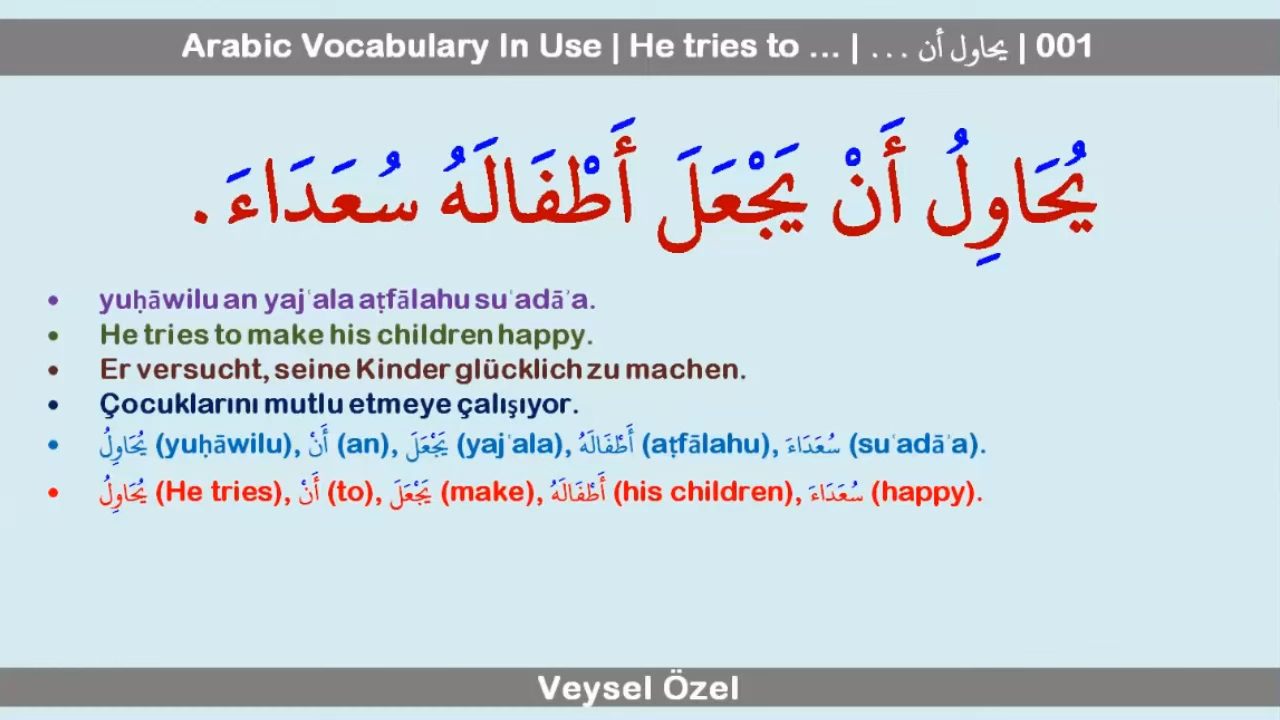 Arabic Vocabulary In Use | He tries to ... | يحاول أن ... | 001
يُحَاوِلُ أَنْ يَجْعَلَ أَطْفَالَهُ سُعَدَاءَ.
• yuḥāwilu an yajʿala aṭfālahu suʿadāʾa.
• He tries to make his children happy.
• Er versucht, seine Kinder glücklich zu machen.
• Çocuklarını mutlu etmeye çalışıyor.
• يُحَاوِلُ (yuḥāwilu), أَنْ (an), يَجْعَلَ (yajʿala), أَطْفَالَهُ (aṭfālahu), سُعَدَاءَ (suʿadāʾa).
• يُحَاوِلُ (He tries), أَنْ (to), يَجْعَلَ (make), أَطْفَالَهُ (his children), سُعَدَاءَ (happy).
Veysel Özel